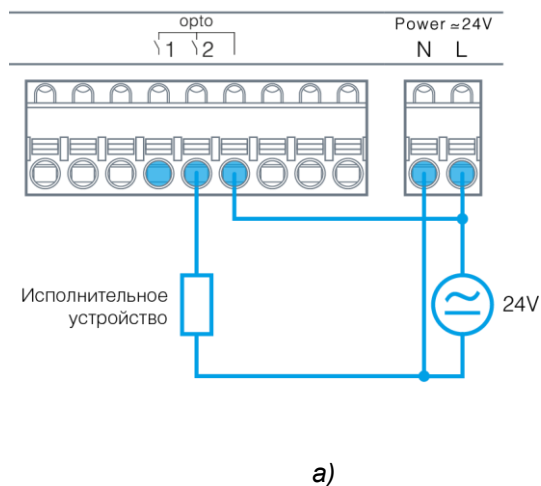 opto
1 2
Power ≃24V
N L
Исполнительное
устройство
24V
а)